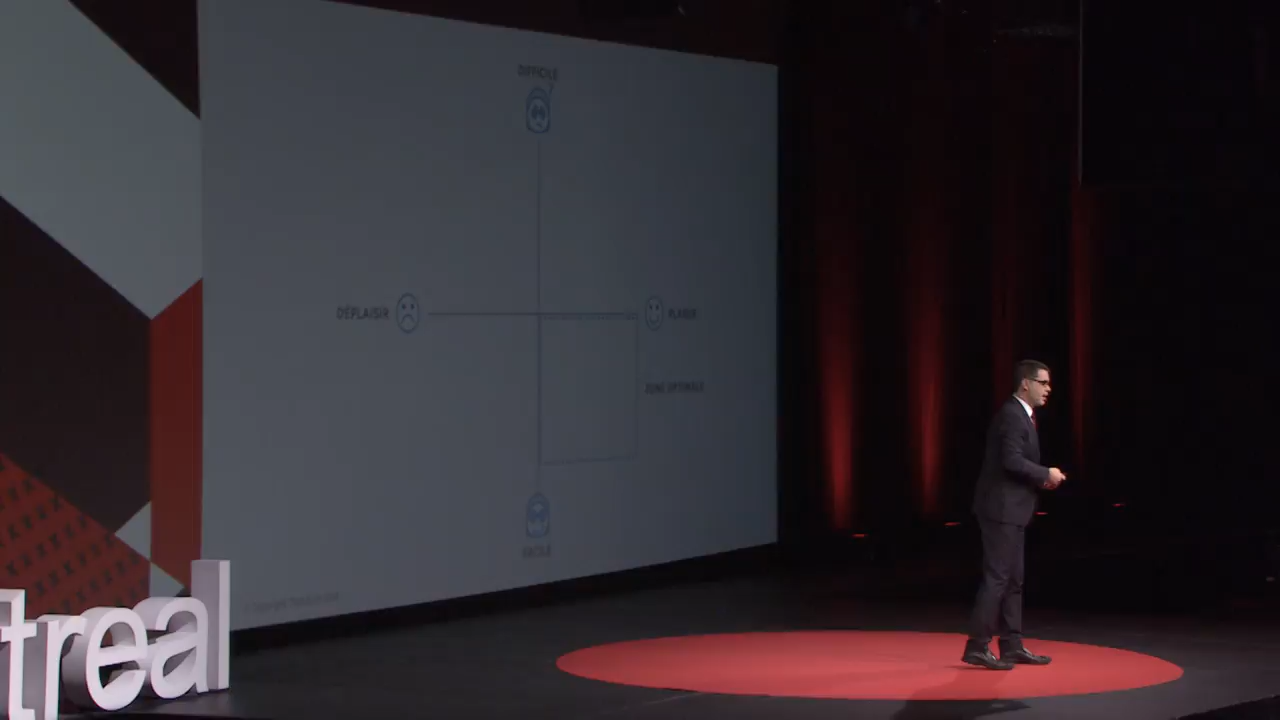 DIFFICILE
DÉPLAISIR
PLAISIR
ZONE OPTIMALE
FACILE
treal